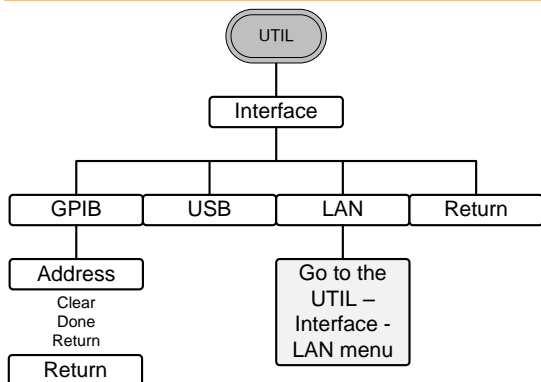 UTIL
Interface
GPIB
USB
LAN
Return
Address
Clear
Done
Return
Return
Go to the
UTIL –
Interface -
LAN menu